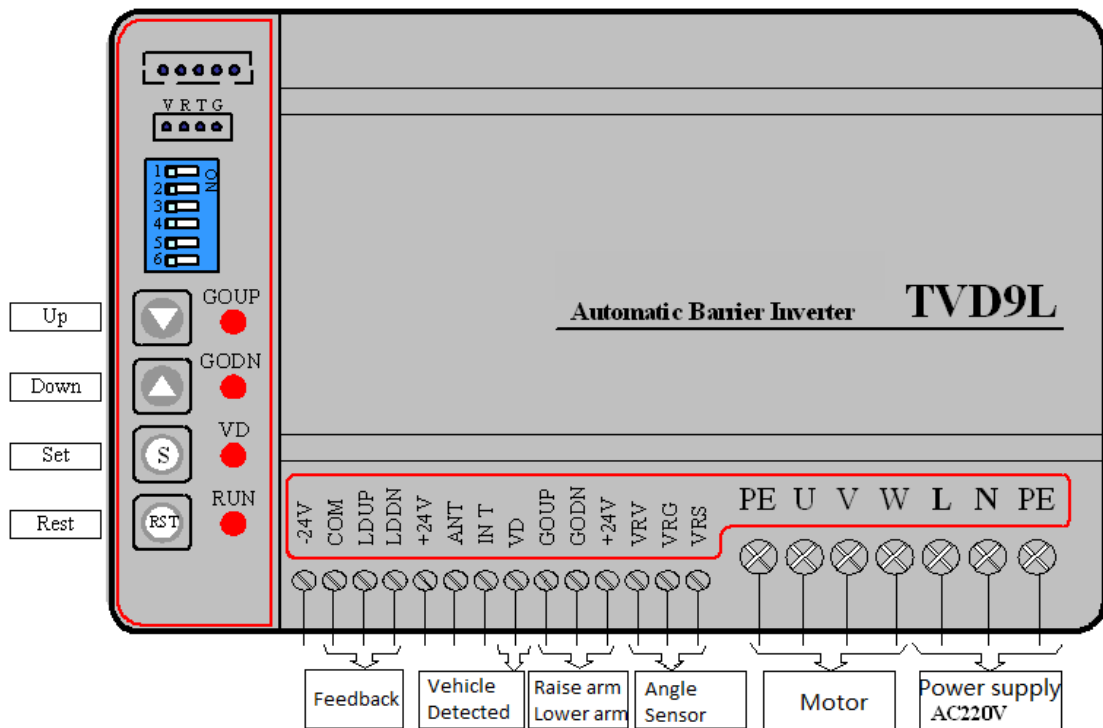 V R T G
ON
1
2
3
4
5
6
Up
GOUP
Down
GODN
Set
S
VD
Rest
RST
RUN
Automatic Barrier Inverter TVD9L
-24V COM LDUP LDDN +24V ANT INT VD GOUP GODN +24V VRV VRG VRS
PE U V W L N PE
Feedback
Vehicle
Detected
Raise arm
Lower arm
Angle
Sensor
Motor
Power supply
AC220V